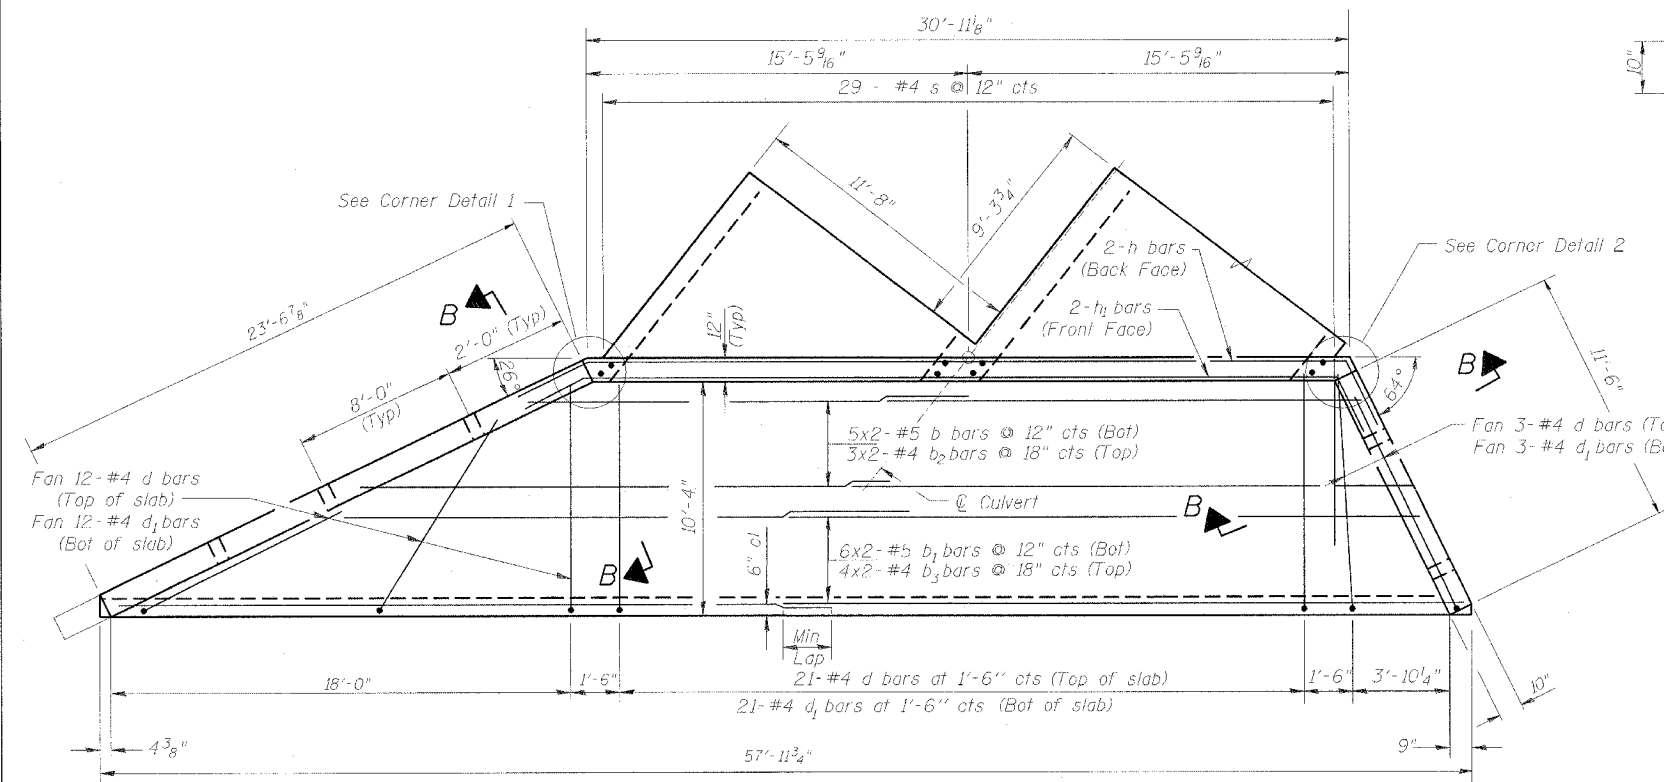 30'-11 1/8"
15'-5 9/16"
15'-5 9/16"
10"
29 - #4 s @ 12" cts
See Corner Detail 1
11'-8"
9'-3 3/4"
2-h bars
(Back Face)
See Corner Detail 2
2-h₁ bars
(Front Face)
23'-6 7/8"
B
2'-0" (Typ)
12"
(Typ)
26°
8'-0"
(Typ)
B
64°
11'-6"
5x2- #5 b bars @ 12" cts (Bot)
3x2- #4 b₂ bars @ 18" cts (Top)
Fan 3-#4 d bars (To
Fan 3-#4 d₁ bars (Bo
Fan 12-#4 d bars
(Top of slab)
Fan 12-#4 d₁ bars
(Bot of slab)
10'-4"
℄ Culvert
B
6" cl
6x2- #5 b₁ bars @ 12" cts (Bot)
4x2- #4 b₃ bars @ 18" cts (Top)
B
Min
Lap
18'-0"
1'-6"
21- #4 d bars at 1'-6" cts (Top of slab)
21- #4 d₁ bars at 1'-6" cts (Bot of slab)
1'-6"
3'-10 1/4"
10"
4 3/8"
9"
57'-11 3/4"